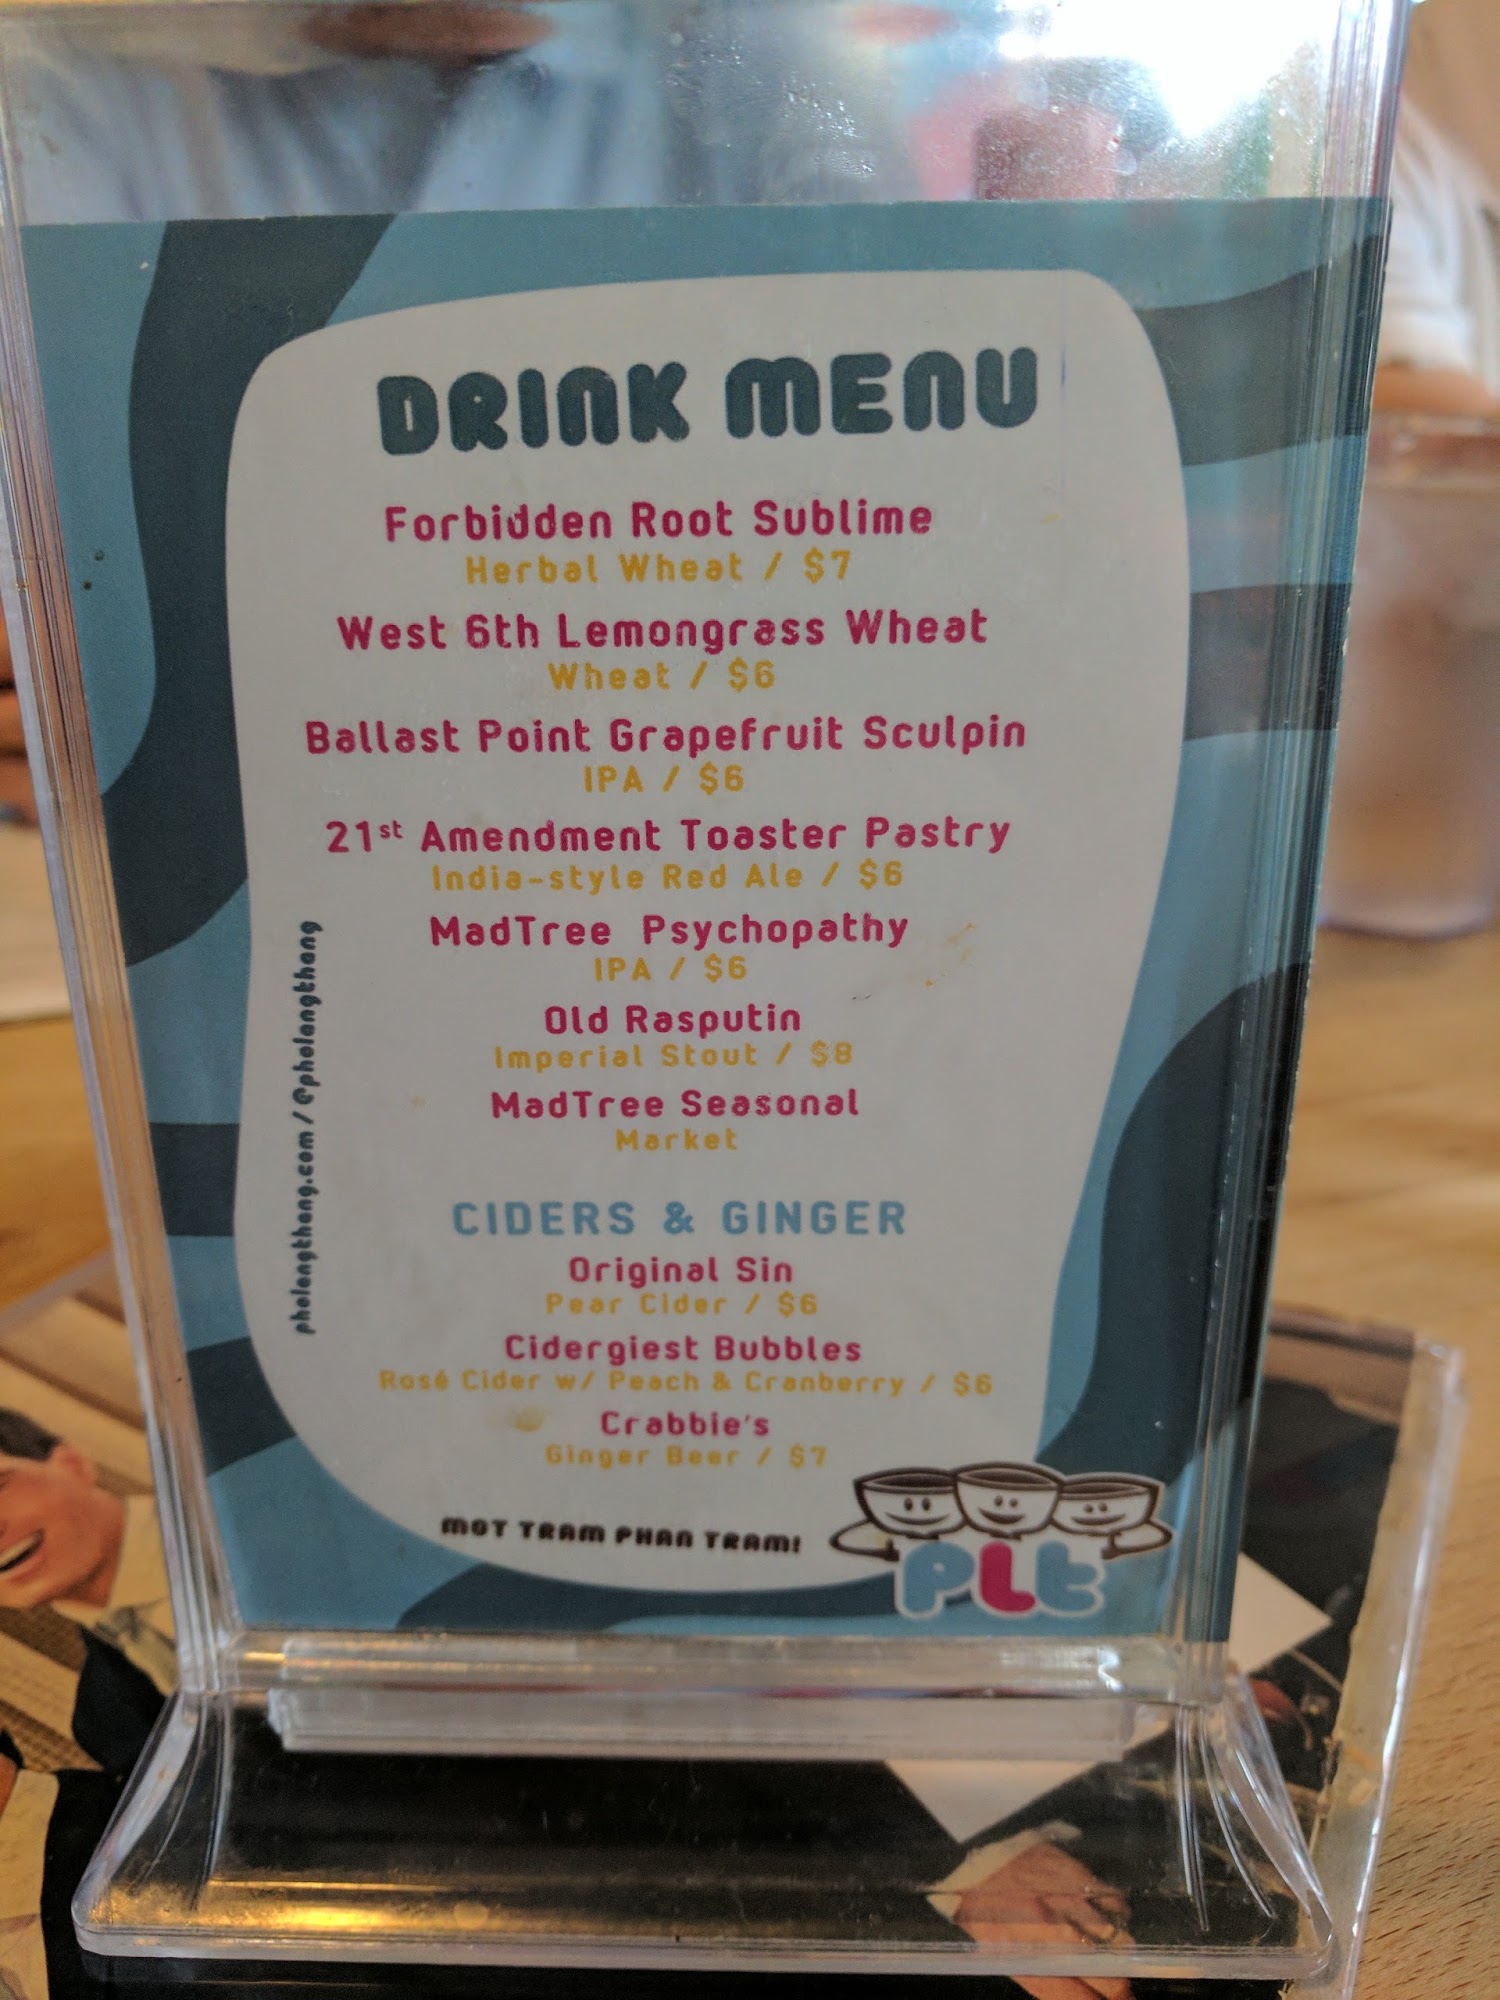 DRINK MENU
Forbidden Root Sublime
Herbal Wheat / $7
West 6th Lemongrass Wheat
Wheat / $6
Ballast Point Grapefruit Sculpin
IPA / $6
21st Amendment Toaster Pastry
India-style Red Ale / $6
MadTree Psychopathy
IPA / $6
Old Rasputin
Imperial Stout / $8
MadTree Seasonal
Market
CIDERS & GINGER
Original Sin
Pear Cider / $6
Cidergiest Bubbles
Rosé Cider w/ Peach & Cranberry / $6
Crabbie's
Ginger Beer / $7
MOT TRAM PHAN TRAM!
PLt
pholangthang.com / @pholangthang